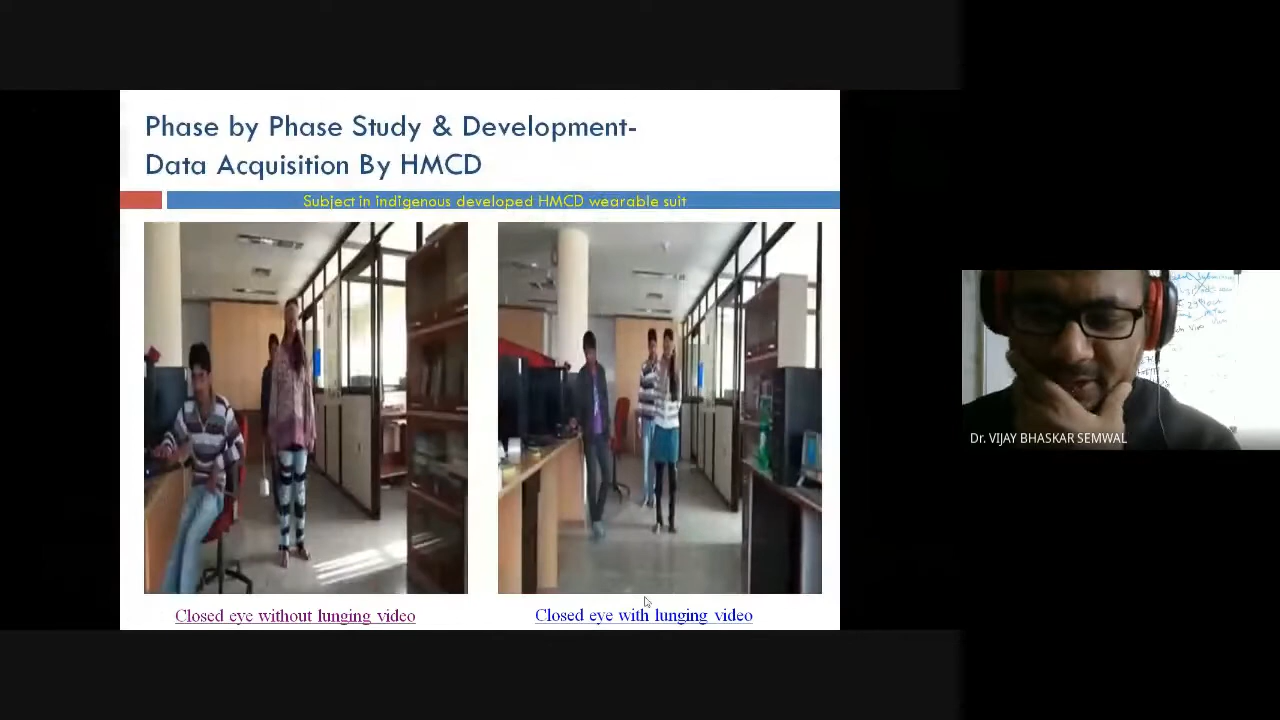 Phase by Phase Study & Development-
Data Acquisition By HMCD
Subject in indigenous developed HMCD wearable suit
Closed eye without lunging video
Closed eye with lunging video
Dr. VIJAY BHASKAR SEMWAL